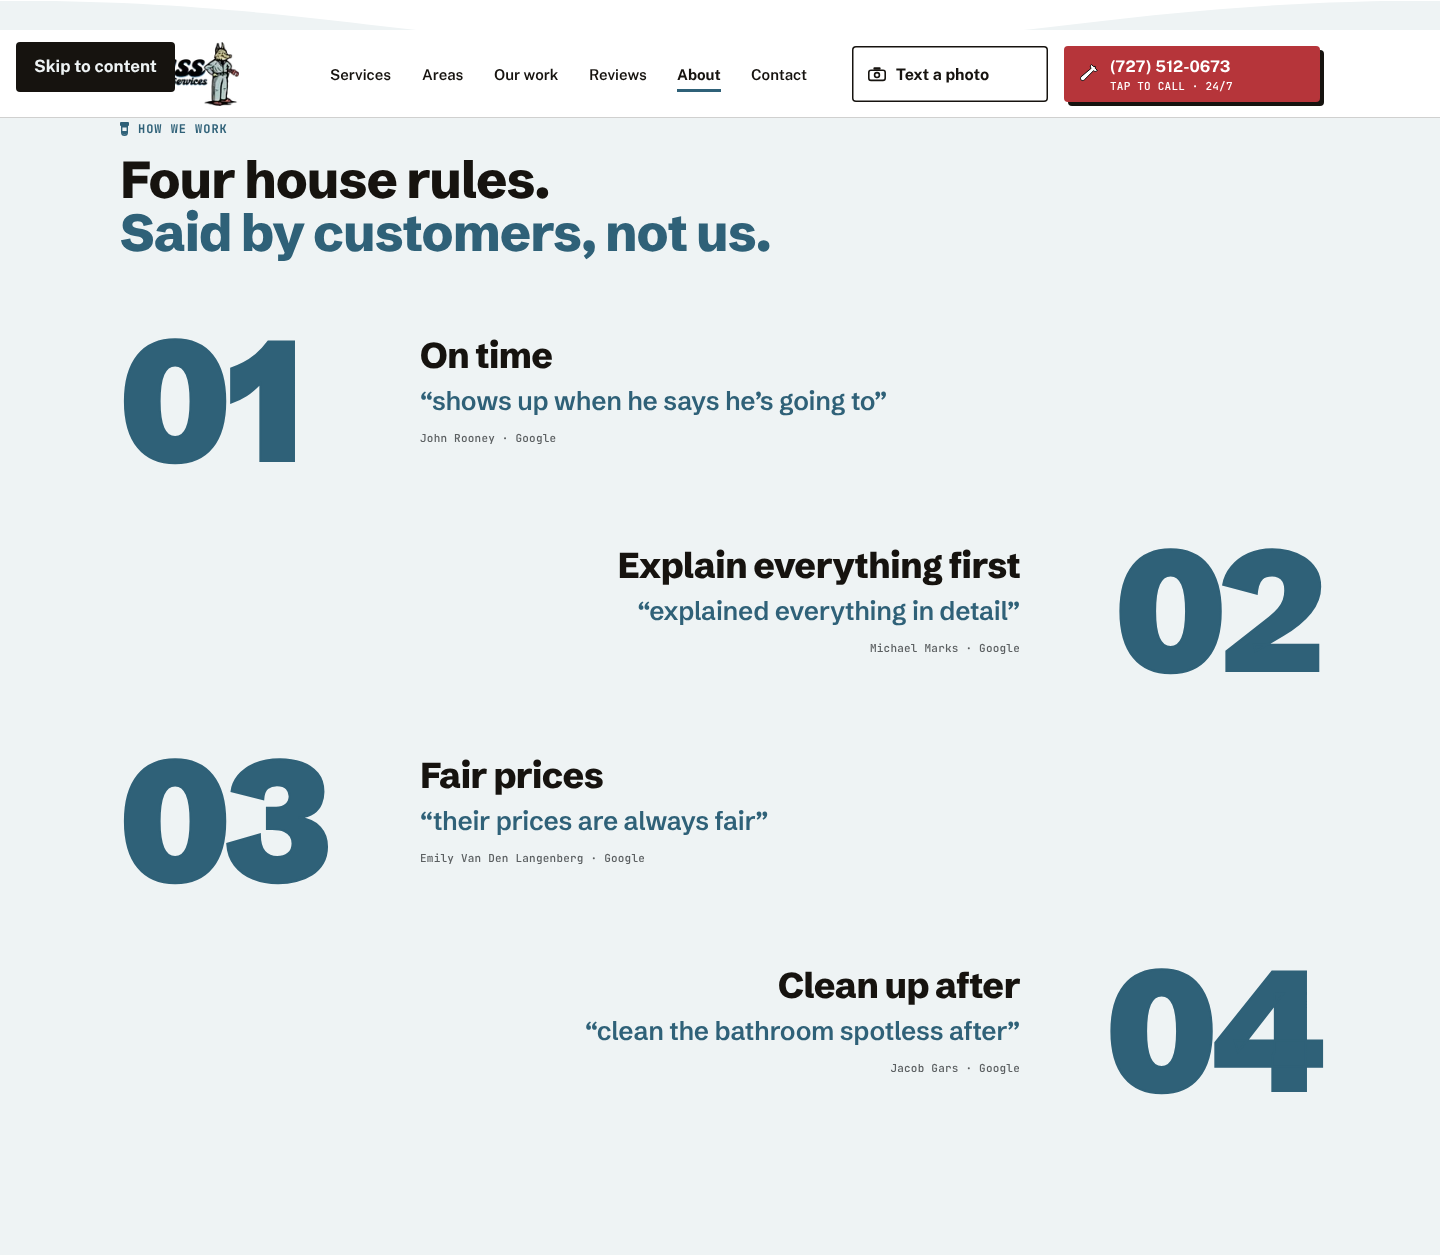 Skip to content
Services
Services
Areas
Our work
Reviews
About
Contact
Text a photo
(727) 512-0673
TAP TO CALL · 24/7
HOW WE WORK
Four house rules.
Said by customers, not us.
01
On time
“shows up when he says he’s going to”
John Rooney · Google
Explain everything first
“explained everything in detail”
Michael Marks · Google
02
03
Fair prices
“their prices are always fair”
Emily Van Den Langenberg · Google
Clean up after
“clean the bathroom spotless after”
Jacob Gars · Google
04